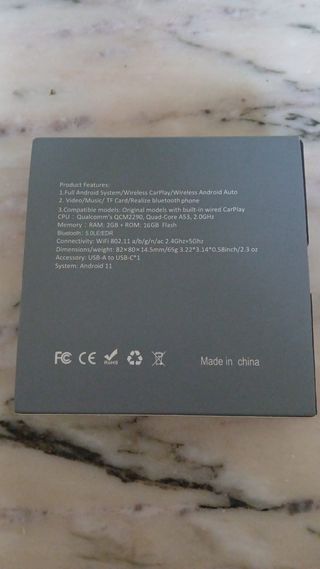 Product Features:
1.Full Android System/Wireless CarPlay/Wireless Android Auto
2. Video/Music/ TF Card/Realize bluetooth phone
3.Compatible models: Original models with built-in wired CarPlay
CPU： Qualcomm's QCM2290, Quad-Core A53, 2.0GHz
Memory： RAM: 2GB + ROM: 16GB Flash
Bluetooth：5.0LE/EDR
Connectivity: WiFi 802.11 a/b/g/n/ac 2.4Ghz+5Ghz
Dimensions/weight: 82×80×14.5mm/65g 3.22*3.14*0.58inch/2.3 oz
Accessory: USB-A to USB-C*1
System: Android 11
FC CE RoHS Made in china